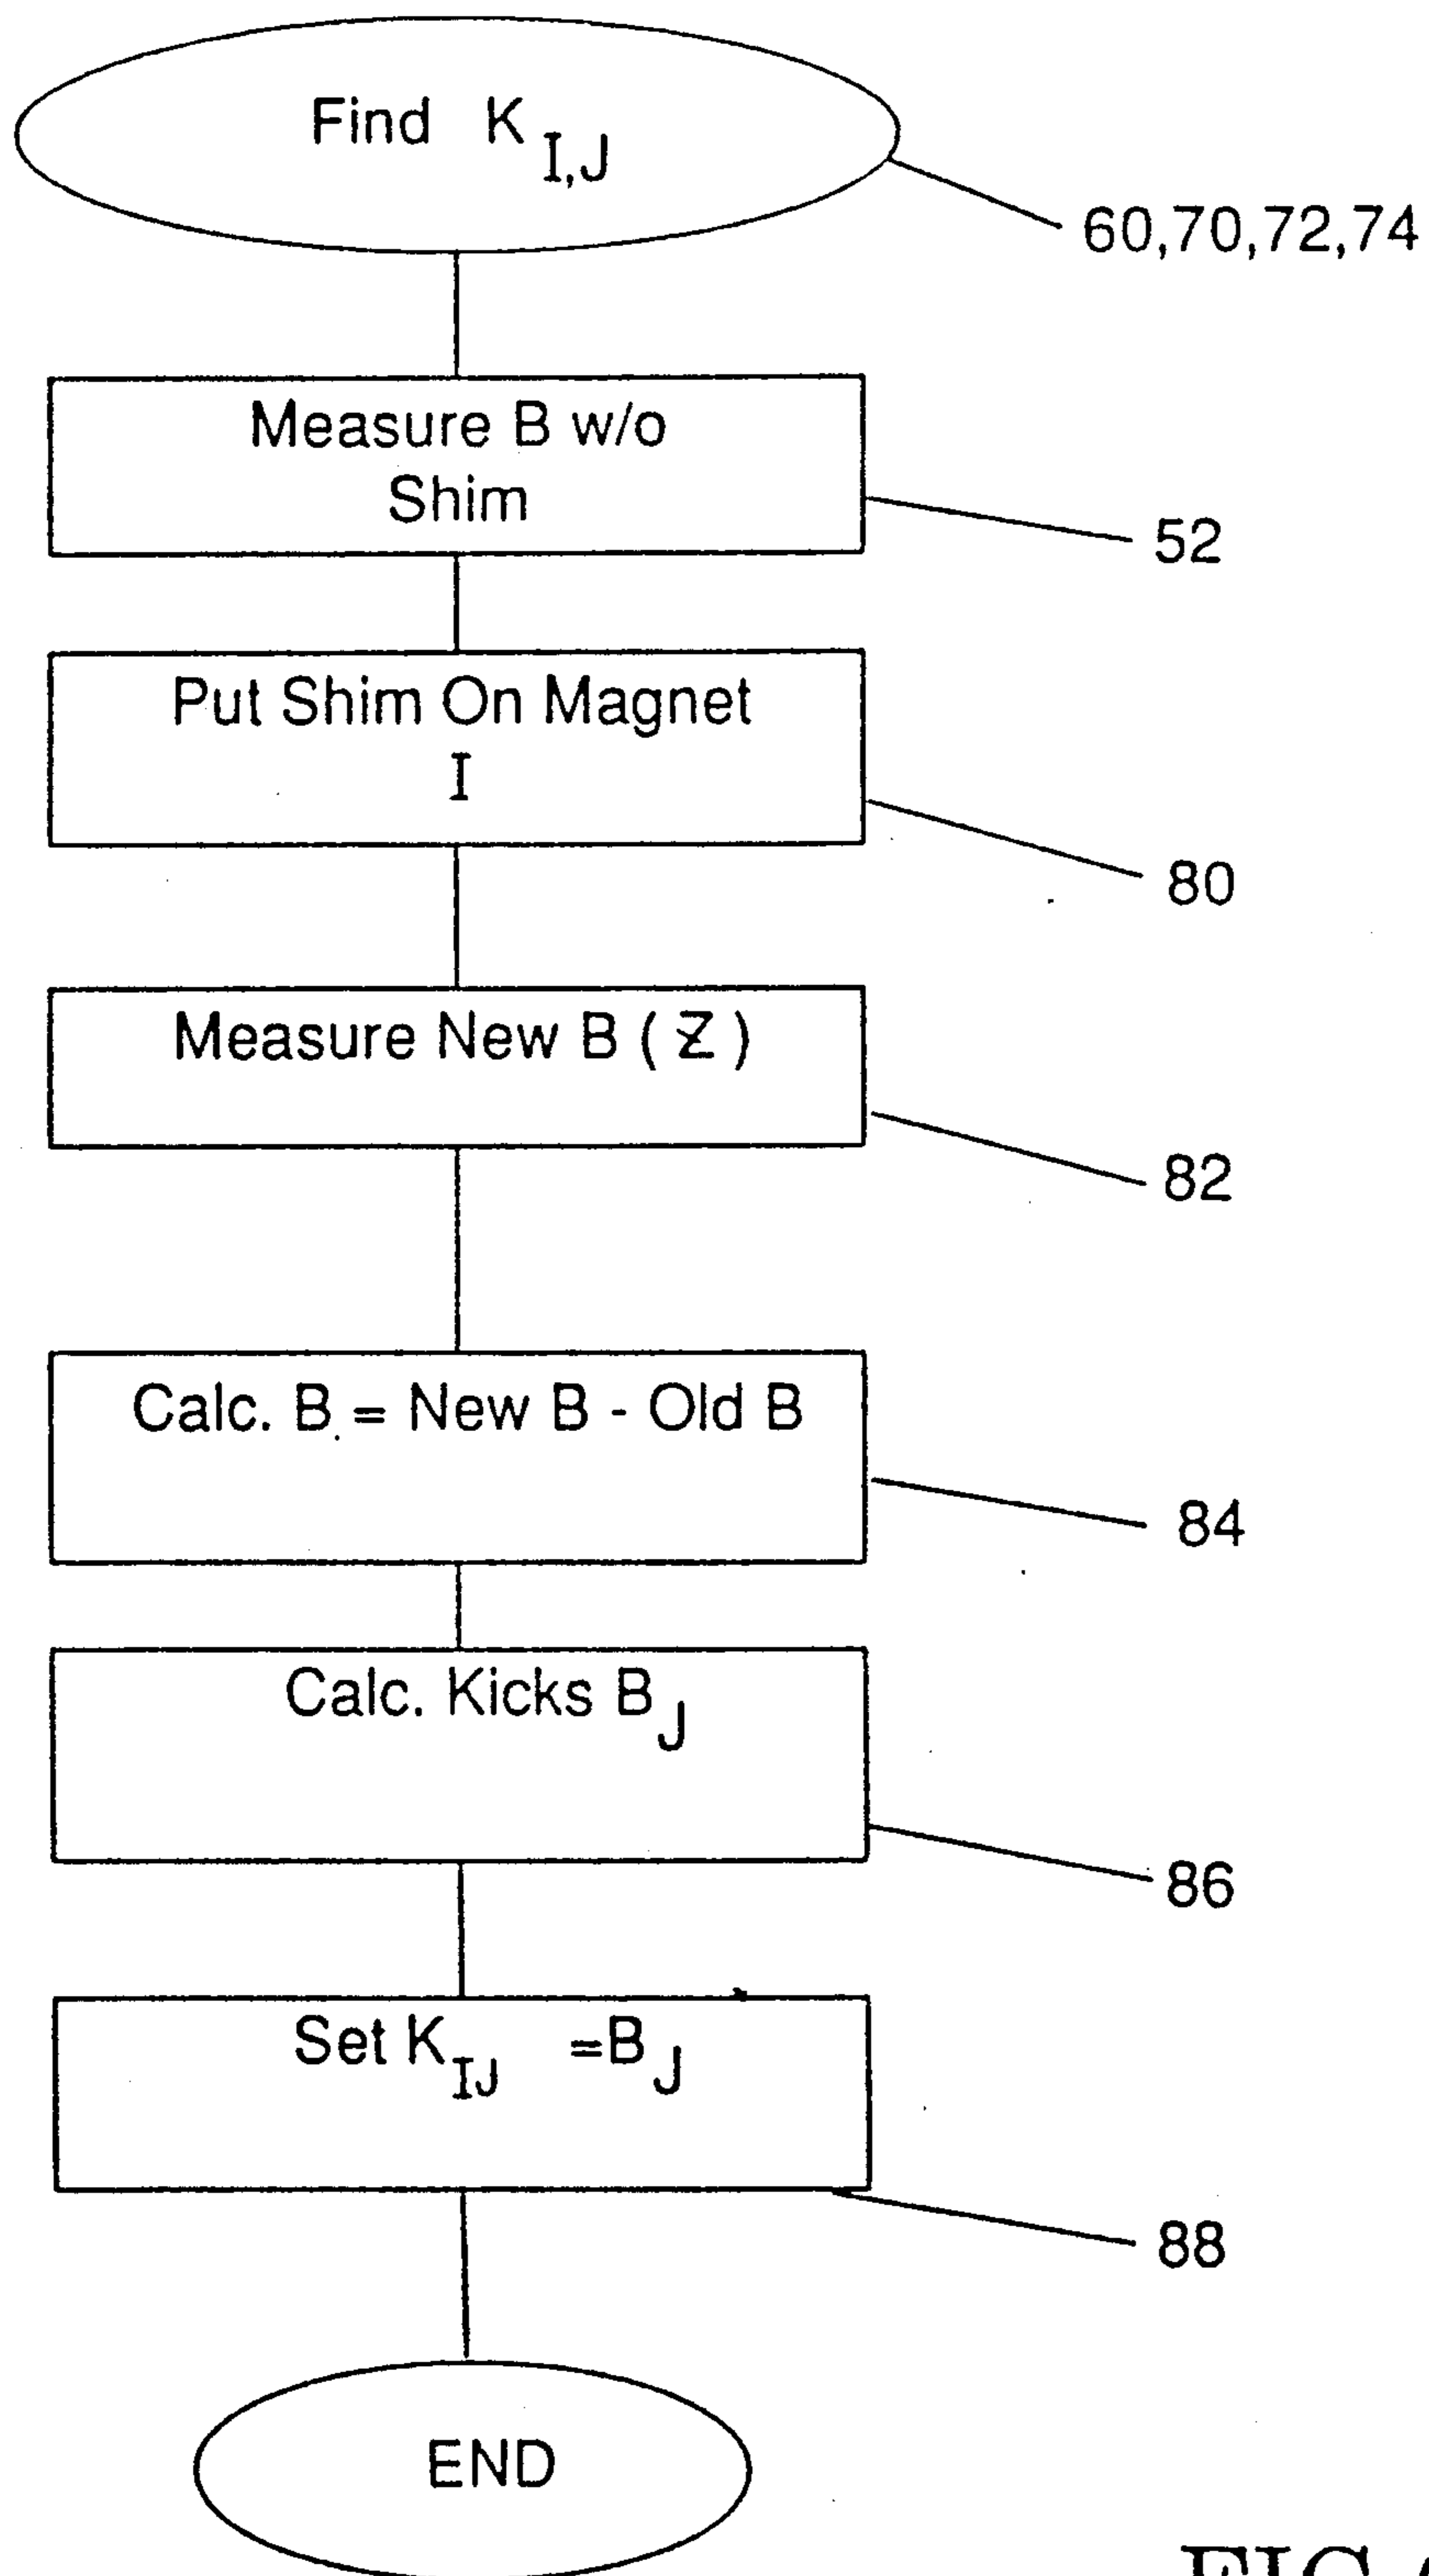 Find K I,J
60,70,72,74
Measure B w/o
Shim
52
Put Shim On Magnet
I
80
Measure New B ( Z )
82
Calc. B = New B - Old B
84
Calc. Kicks B J
86
Set K IJ =B J
88
END